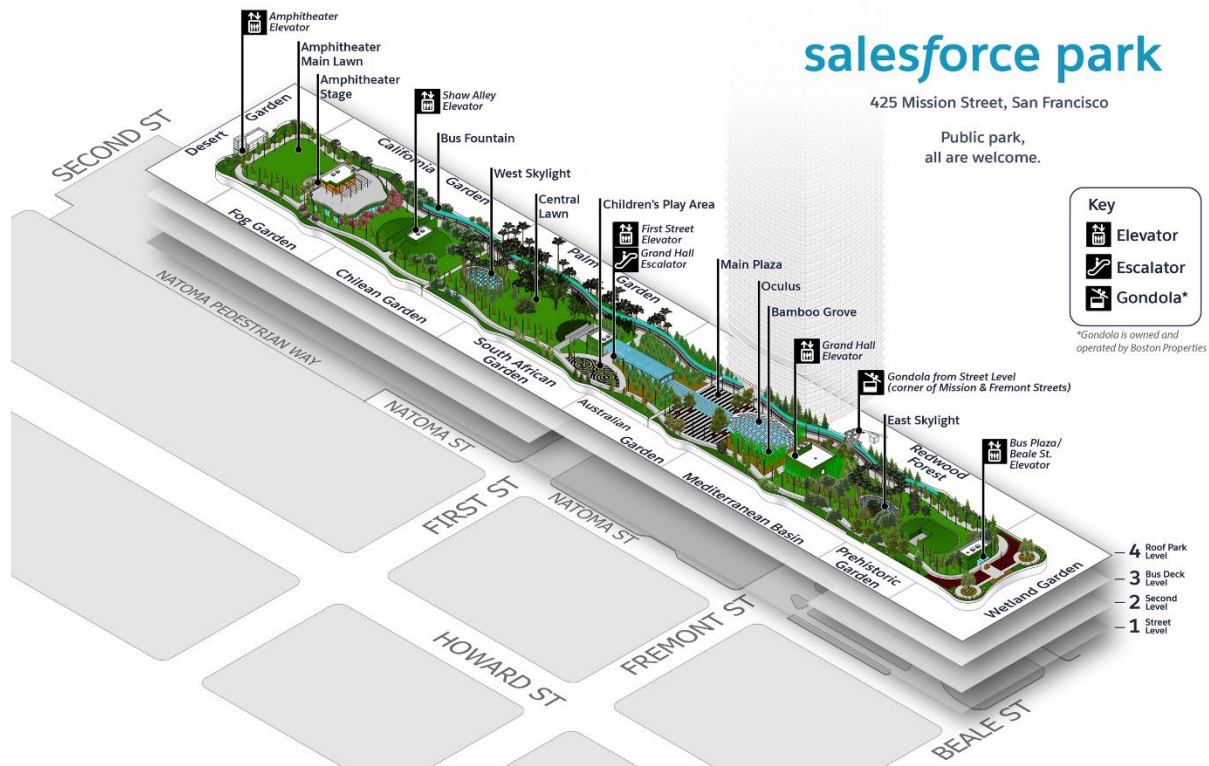 salesforce park
425 Mission Street, San Francisco
Public park,
all are welcome.
Key
Elevator
Escalator
Gondola*
*Gondola is owned and
operated by Boston Properties
Amphitheater
Elevator
Amphitheater
Main Lawn
Amphitheater
Stage
Shaw Alley
Elevator
Bus Fountain
West Skylight
Central
Lawn
Children's Play Area
First Street
Elevator
Grand Hall
Escalator
Main Plaza
Oculus
Bamboo Grove
Grand Hall
Elevator
Gondola from Street Level
(corner of Mission & Fremont Streets)
East Skylight
Bus Plaza/
Beale St.
Elevator
Desert Garden
California Garden
Palm Garden
Redwood
Forest
Wetland Garden
Fog Garden
Chilean Garden
South African
Garden
Australian Garden
Mediterranean Basin
Prehistoric
Garden
4 Roof Park
Level
3 Bus Deck
Level
2 Second
Level
1 Street
Level
SECOND ST
NATOMA PEDESTRIAN WAY
NATOMA ST
FIRST ST
NATOMA ST
FREMONT ST
HOWARD ST
BEALE ST